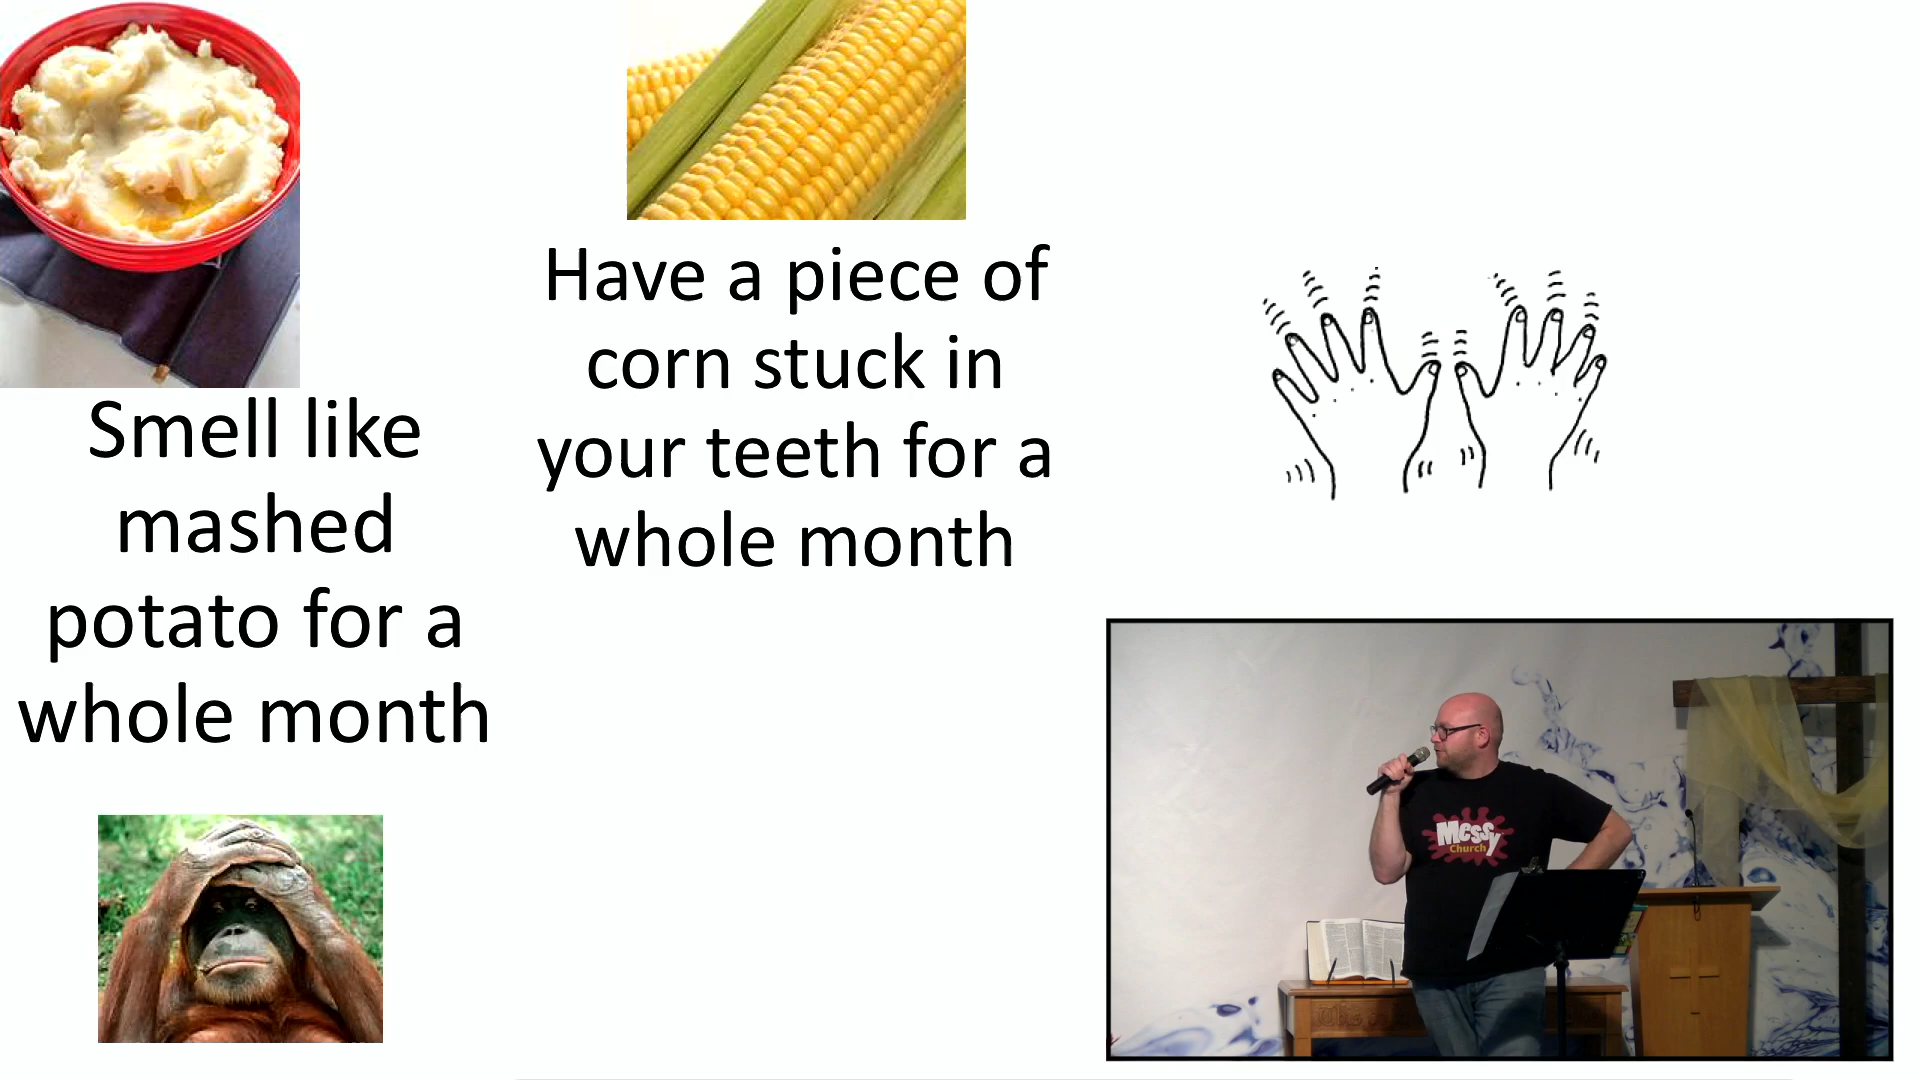 Smell like
mashed
potato for a
whole month
Have a piece of
corn stuck in
your teeth for a
whole month
Messy
Church